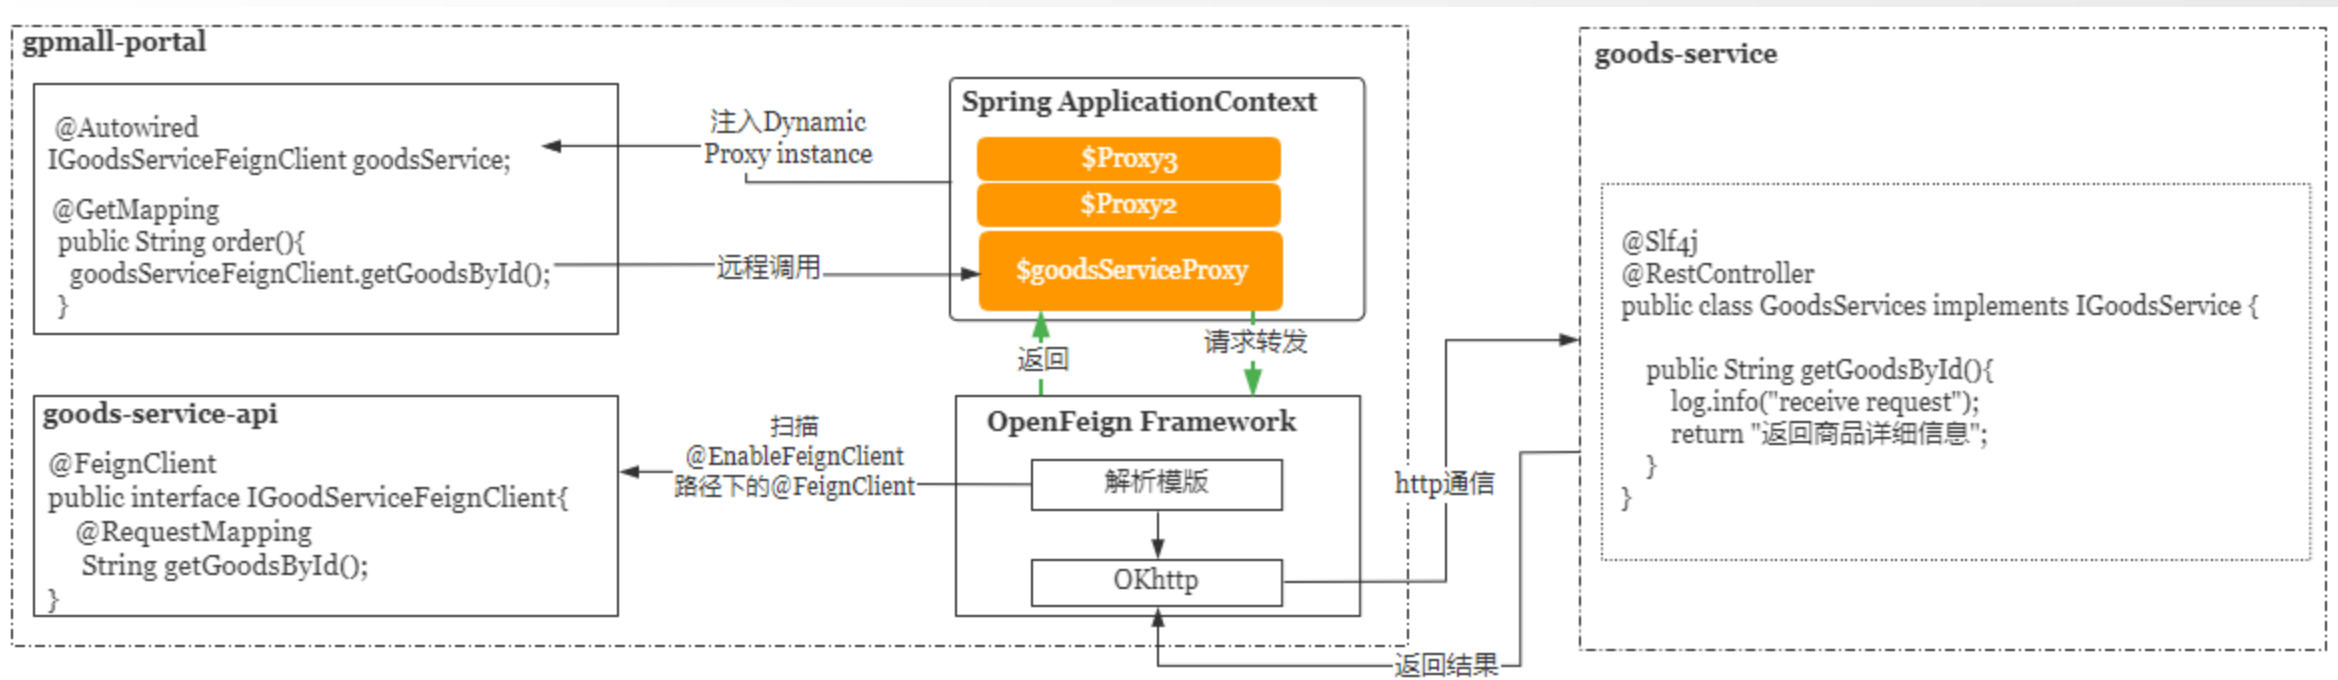 gpmall-portal
@Autowired
IGoodsServiceFeignClient goodsService;
@GetMapping
public String order(){
goodsServiceFeignClient.getGoodsById();
}
注入Dynamic
Proxy instance
远程调用
Spring ApplicationContext
$Proxy3
$Proxy2
$goodsServiceProxy
返回
请求转发
goods-service-api
@FeignClient
public interface IGoodServiceFeignClient{
@RequestMapping
String getGoodsById();
}
扫描
@EnableFeignClient
路径下的@FeignClient
OpenFeign Framework
解析模版
OKhttp
http通信
返回结果
goods-service
@Slf4j
@RestController
public class GoodsServices implements IGoodsService {
public String getGoodsById(){
log.info("receive request");
return "返回商品详细信息";
}
}